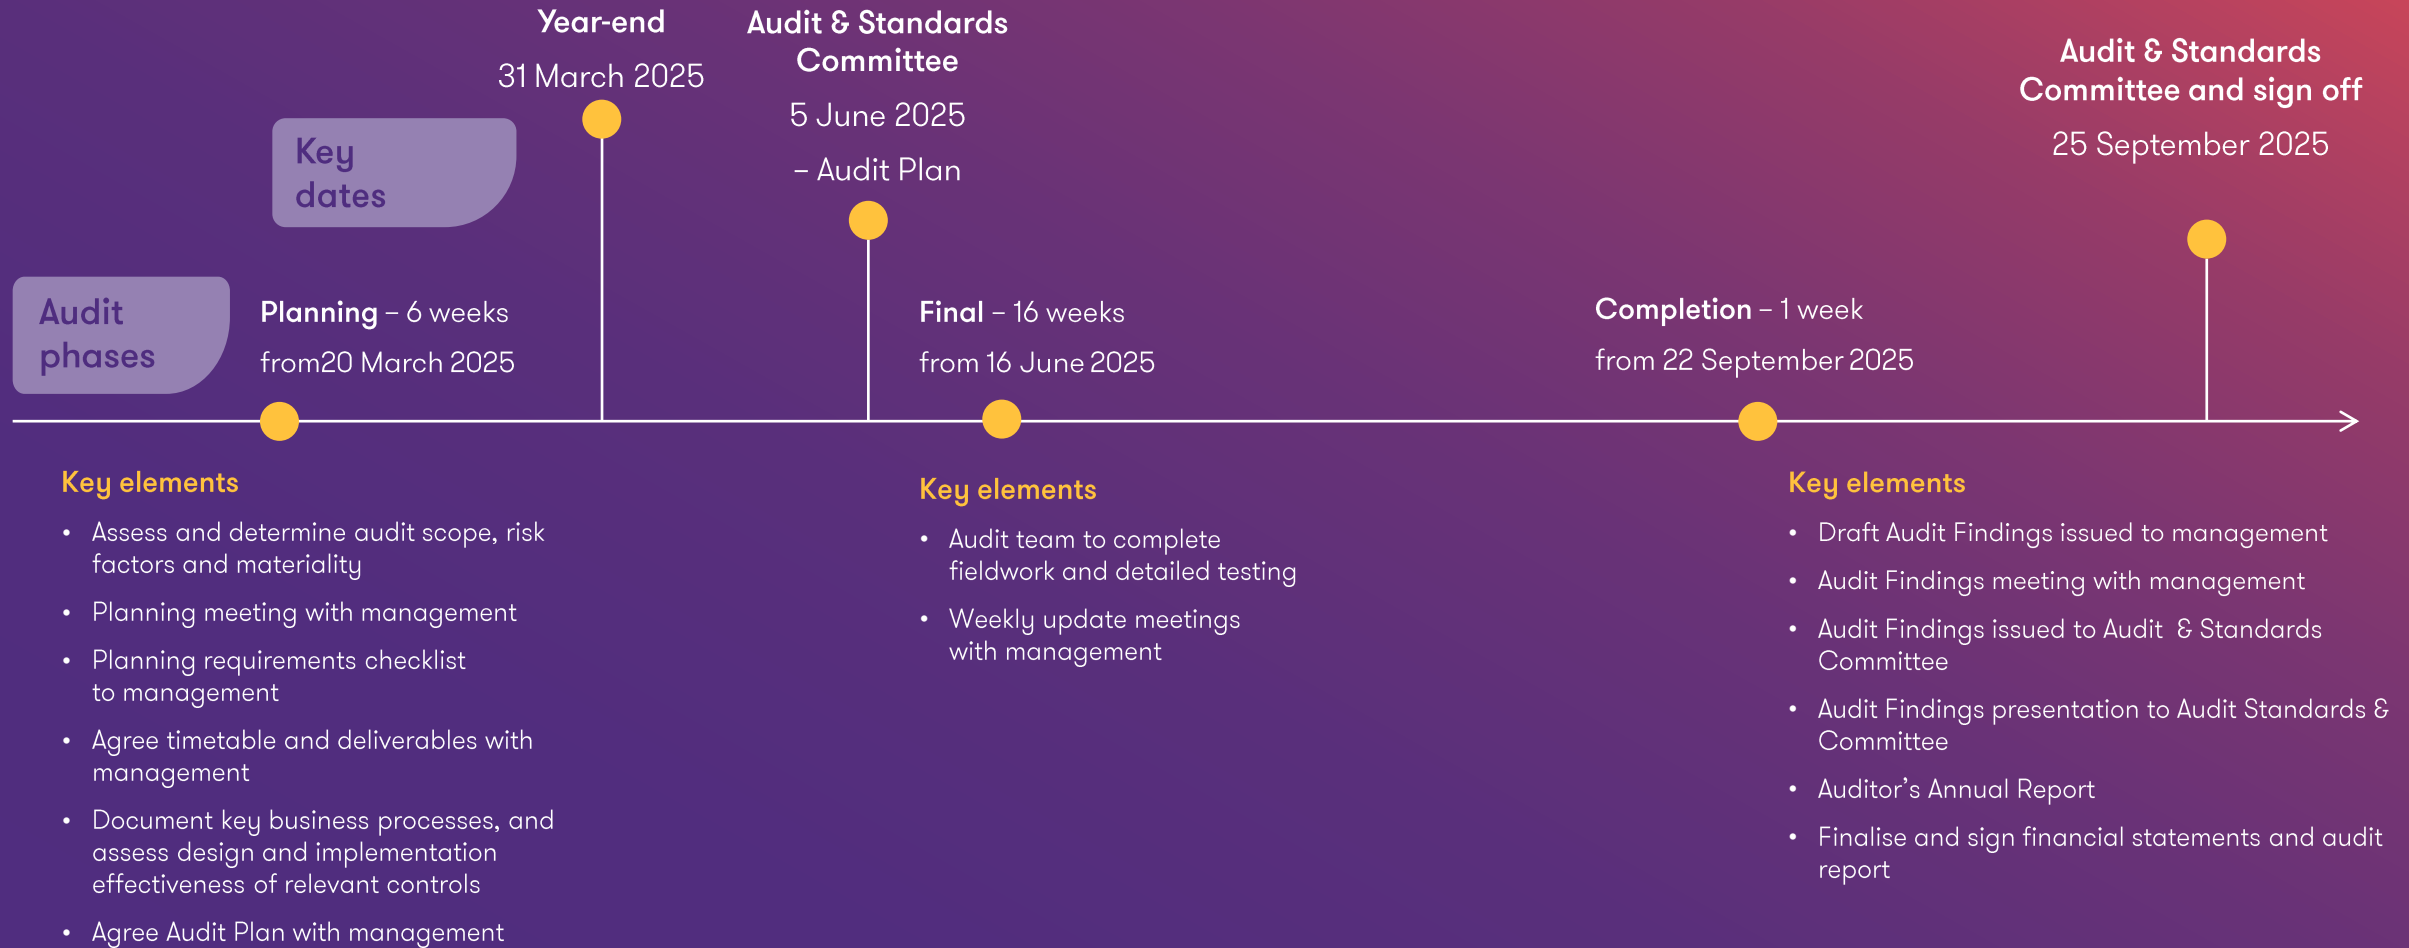 Year-end
31 March 2025
Audit & Standards
Committee
5 June 2025
– Audit Plan
Audit & Standards
Committee and sign off
25 September 2025
Key
dates
Audit
phases
Planning – 6 weeks
from20 March 2025
Final – 16 weeks
from 16 June 2025
Completion – 1 week
from 22 September 2025
Key elements
• Assess and determine audit scope, risk
factors and materiality
• Planning meeting with management
• Planning requirements checklist
to management
• Agree timetable and deliverables with
management
• Document key business processes, and
assess design and implementation
effectiveness of relevant controls
• Agree Audit Plan with management
Key elements
• Audit team to complete
fieldwork and detailed testing
• Weekly update meetings
with management
Key elements
• Draft Audit Findings issued to management
• Audit Findings meeting with management
• Audit Findings issued to Audit & Standards
Committee
• Audit Findings presentation to Audit Standards &
Committee
• Auditor’s Annual Report
• Finalise and sign financial statements and audit
report